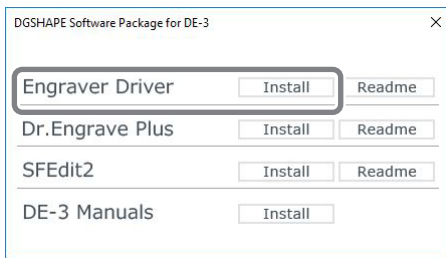 DGSHAPE Software Package for DE-3
Engraver Driver Install Readme
Dr.Engrave Plus Install Readme
SFEdit2 Install Readme
DE-3 Manuals Install